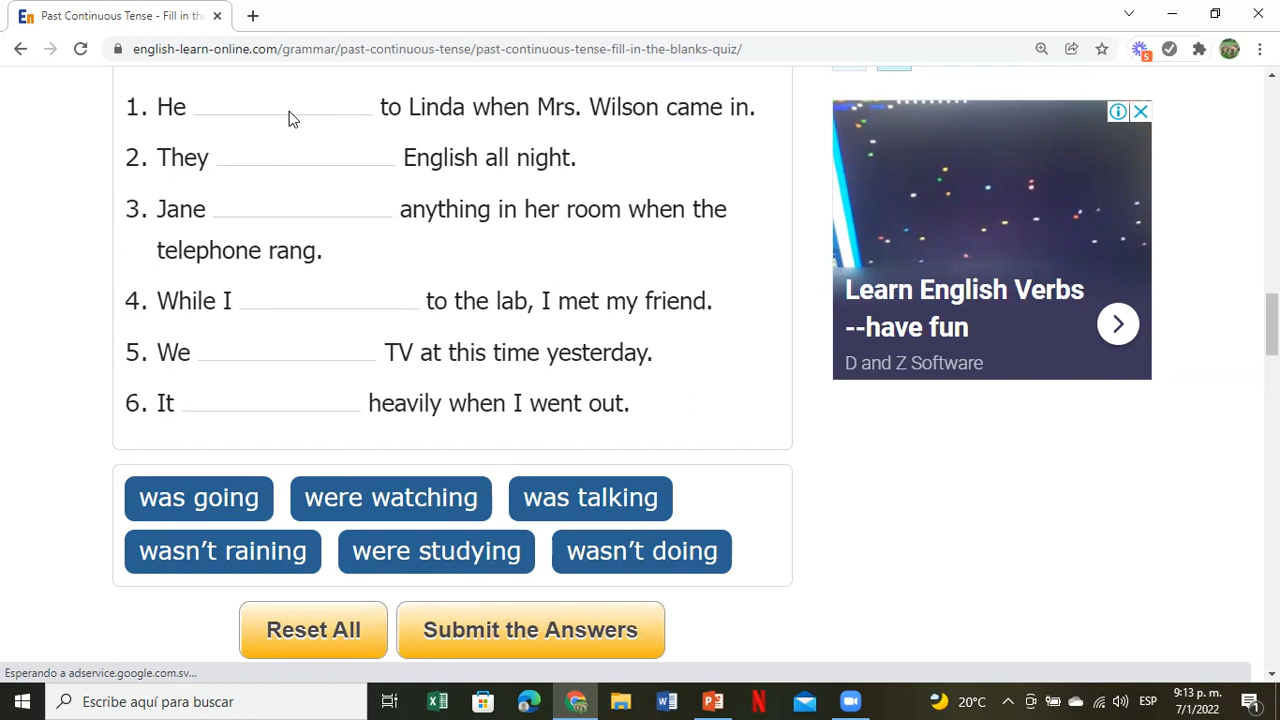 En Past Continuous Tense - Fill in the
english-learn-online.com/grammar/past-continuous-tense/past-continuous-tense-fill-in-the-blanks-quiz/
5
1. He to Linda when Mrs. Wilson came in.
2. They English all night.
3. Jane anything in her room when the
telephone rang.
4. While I to the lab, I met my friend.
5. We TV at this time yesterday.
6. It heavily when I went out.
Learn English Verbs
--have fun
D and Z Software
was going were watching was talking
wasn't raining were studying wasn't doing
Reset All Submit the Answers
Esperando a adservice.google.com.sv...
Escribe aquí para buscar
20°C
ESP
9:13 p. m.
7/1/2022
1